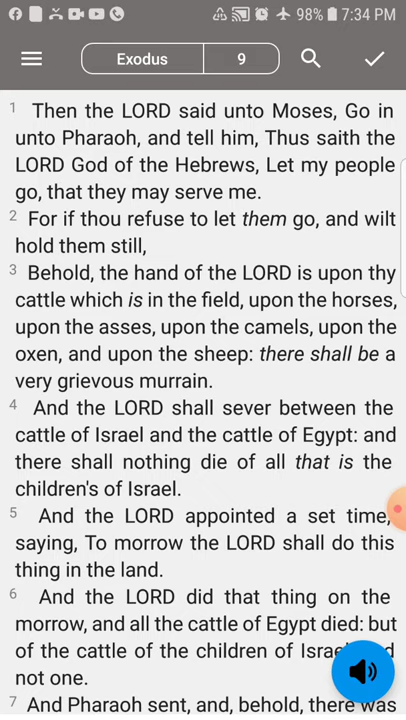 98% 7:34 PM
Exodus 9
1 Then the LORD said unto Moses, Go in
unto Pharaoh, and tell him, Thus saith the
LORD God of the Hebrews, Let my people
go, that they may serve me.
2 For if thou refuse to let them go, and wilt
hold them still,
3 Behold, the hand of the LORD is upon thy
cattle which is in the field, upon the horses,
upon the asses, upon the camels, upon the
oxen, and upon the sheep: there shall be a
very grievous murrain.
4 And the LORD shall sever between the
cattle of Israel and the cattle of Egypt: and
there shall nothing die of all that is the
children's of Israel.
5 And the LORD appointed a set time,
saying, To morrow the LORD shall do this
thing in the land.
6 And the LORD did that thing on the
morrow, and all the cattle of Egypt died: but
of the cattle of the children of
not one.
7 And Pharaoh sent, and, behold, there was